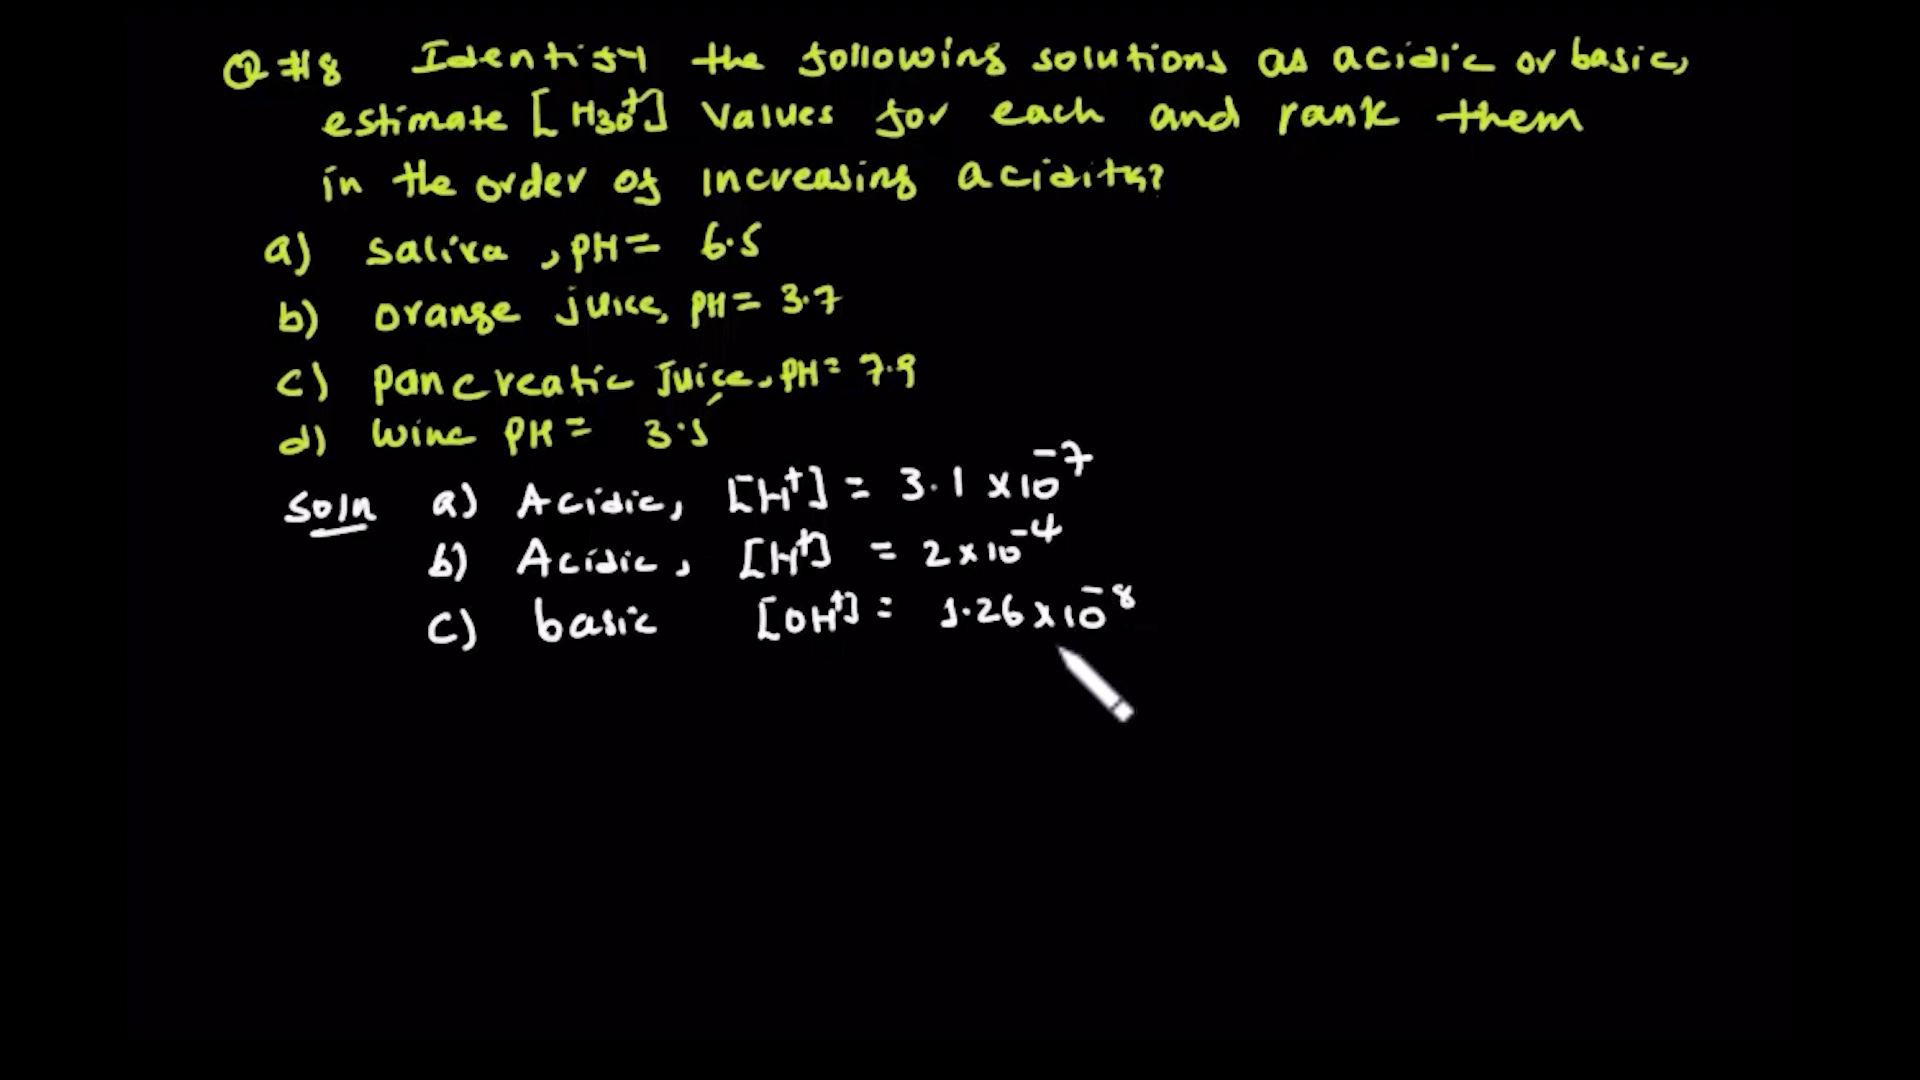 Q #8 Identify the following solutions as acidic or basic,
estimate [H3O+] values for each and rank them
in the order of increasing acidity?
a) saliva, pH = 6.5
b) orange juice, pH = 3.7
c) pancreatic juice, pH = 7.9
d) wine pH = 3.5
Soln a) Acidic, [H+] = 3.1 x 10^-7
b) Acidic, [H+] = 2 x 10^-4
c) basic [OH+] = 1.26 x 10^-8